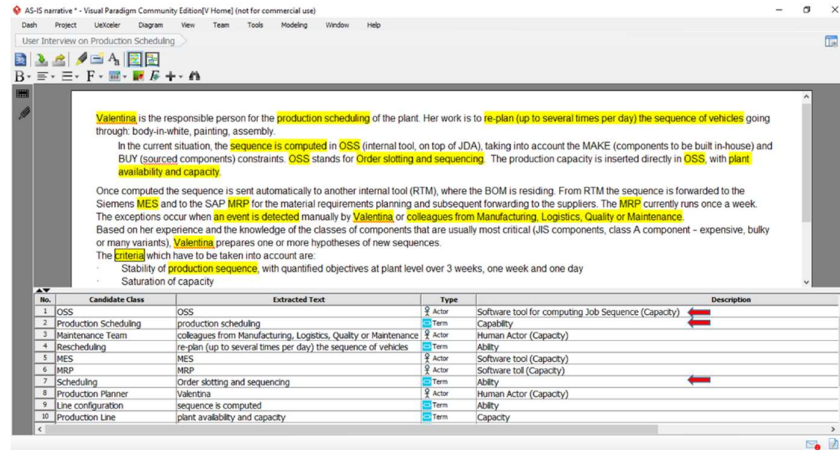 AS-IS narrative * - Visual Paradigm Community Edition[V Home] (not for commercial use)
Dash Project UeXceler Diagram View Team Tools Modeling Window Help
User Interview on Production Scheduling
Valentina is the responsible person for the production scheduling of the plant. Her work is to re-plan (up to several times per day) the sequence of vehicles going
through: body-in-white, painting, assembly.
In the current situation, the sequence is computed in OSS (internal tool, on top of JDA), taking into account the MAKE (components to be built in-house) and
BUY (sourced components) constraints. OSS stands for Order slotting and sequencing. The production capacity is inserted directly in OSS, with plant
availability and capacity.
Once computed the sequence is sent automatically to another internal tool (RTM), where the BOM is residing. From RTM the sequence is forwarded to the
Siemens MES and to the SAP MRP for the material requirements planning and subsequent forwarding to the suppliers. The MRP currently runs once a week.
The exceptions occur when an event is detected manually by Valentina or colleagues from Manufacturing, Logistics, Quality or Maintenance.
Based on her experience and the knowledge of the classes of components that are usually most critical (JIS components, class A component - expensive, bulky
or many variants), Valentina prepares one or more hypotheses of new sequences.
The criteria which have to be taken into account are:
· Stability of production sequence, with quantified objectives at plant level over 3 weeks, one week and one day
· Saturation of capacity
No. Candidate Class Extracted Text Type Description
1 OSS OSS Actor Software tool for computing Job Sequence (Capacity)
2 Production Scheduling production scheduling Term Capability
3 Maintenance Team colleagues from Manufacturing, Logistics, Quality or Maintenance Actor Human Actor (Capacity)
4 Rescheduling re-plan (up to several times per day) the sequence of vehicles Term Ability
5 MES MES Actor Software tool (Capacity)
6 MRP MRP Actor Software toll (Capacity)
7 Scheduling Order slotting and sequencing Term Ability
8 Production Planner Valentina Actor Human Actor (Capacity)
9 Line configuration sequence is computed Term Ability
10 Production Line plant availability and capacity Term Capacity